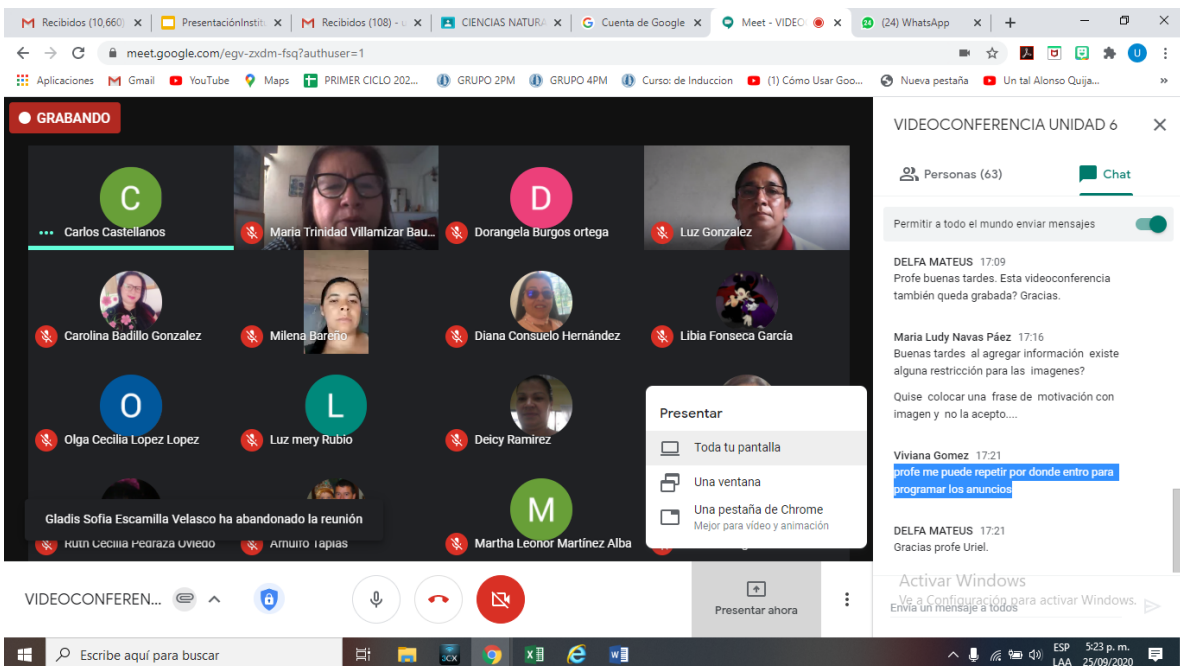 Recibidos (10,660)
PresentaciónInstit
Recibidos (108) - u
CIENCIAS NATURA
Cuenta de Google
Meet - VIDEO
(24) WhatsApp
meet.google.com/egv-zxdm-fsq?authuser=1
U
Aplicaciones
Gmail
YouTube
Maps
PRIMER CICLO 202...
GRUPO 2PM
GRUPO 4PM
Curso: de Induccion
(1) Cómo Usar Goo...
Nueva pestaña
Un tal Alonso Quija...
GRABANDO
VIDEOCONFERENCIA UNIDAD 6
Personas (63)
Chat
Permitir a todo el mundo enviar mensajes
C
Carlos Castellanos
Maria Trinidad Villamizar Bau...
D
Dorangela Burgos ortega
Luz Gonzalez
Carolina Badillo Gonzalez
Milena Bareño
Diana Consuelo Hernández
Libia Fonseca García
O
Olga Cecilia Lopez Lopez
L
Luz mery Rubio
Deicy Ramirez
Gladis Sofia Escamilla Velasco ha abandonado la reunión
Ruth Cecilia Pedraza Oviedo
Arnulfo Tapias
M
Martha Leonor Martínez Alba
Presentar
Toda tu pantalla
Una ventana
Una pestaña de Chrome
Mejor para vídeo y animación
DELFA MATEUS 17:09
Profe buenas tardes. Esta videoconferencia
también queda grabada? Gracias.
Maria Ludy Navas Páez 17:16
Buenas tardes al agregar información existe
alguna restricción para las imagenes?
Quise colocar una frase de motivación con
imagen y no la acepto....
Viviana Gomez 17:21
profe me puede repetir por donde entro para
programar los anuncios
DELFA MATEUS 17:21
Gracias profe Uriel.
Activar Windows
Ve a Configuración para activar Windows.
Envía un mensaje a todos
VIDEOCONFEREN...
Presentar ahora
Escribe aquí para buscar
3CX
ESP
LAA
5:23 p. m.
25/09/2020